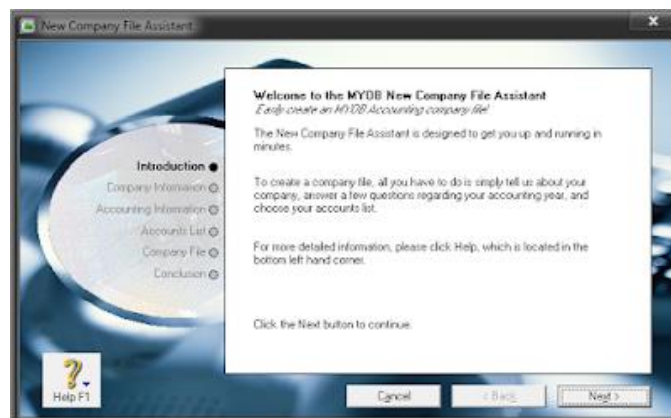 New Company File Assistant
Welcome to the MYOB New Company File Assistant
Easily create an MYOB Accounting company file!
The New Company File Assistant is designed to get you up and running in
minutes.
To create a company file, all you have to do is simply tell us about your
company, answer a few questions regarding your accounting year, and
choose your accounts list.
For more detailed information, please click Help, which is located in the
bottom left hand corner.
Click the Next button to continue.
Introduction
Company Information
Accounting Information
Accounts List
Company File
Conclusion
Help F1
Cancel
< Back
Next >